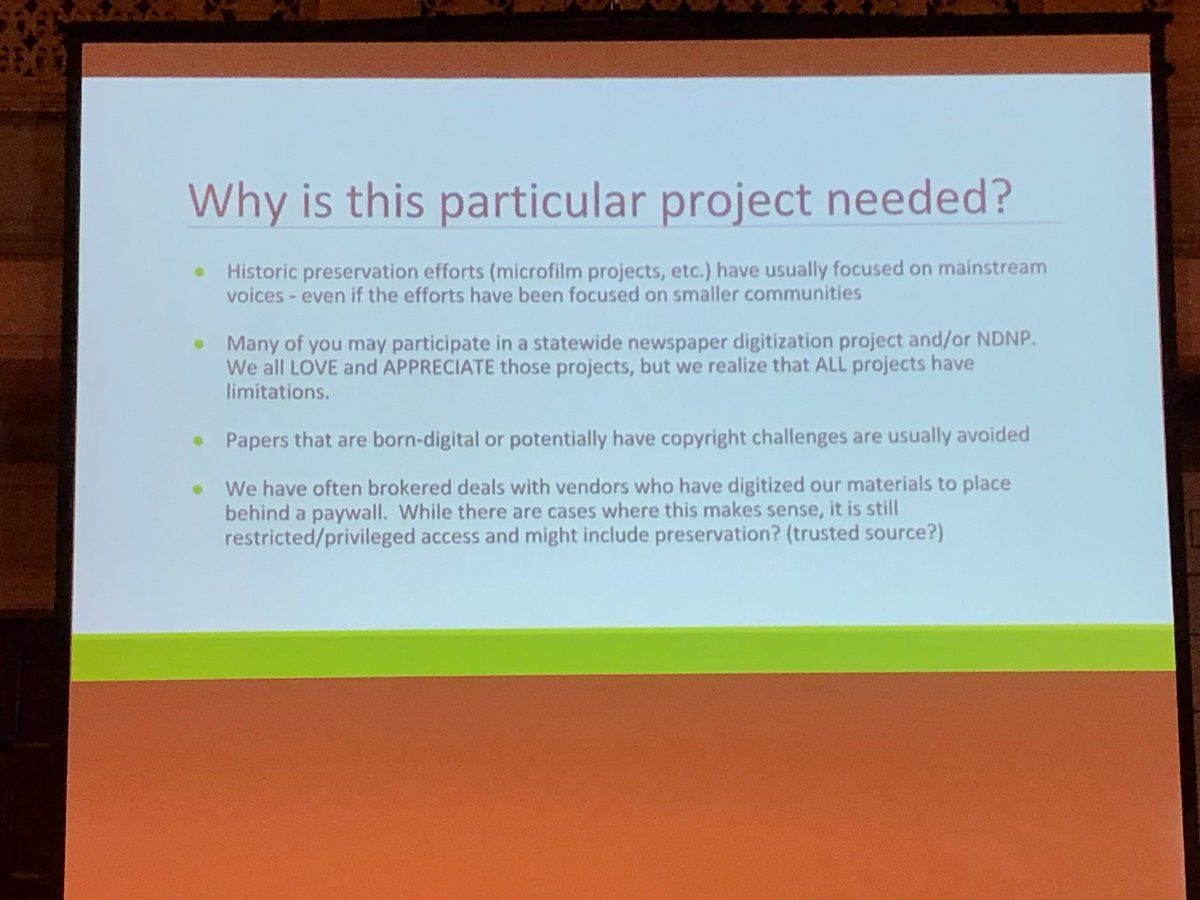 Why is this particular project needed?
Historic preservation efforts (microfilm projects, etc.) have usually focused on mainstream
voices - even if the efforts have been focused on smaller communities
Many of you may participate in a statewide newspaper digitization project and/or NDNP.
We all LOVE and APPRECIATE those projects, but we realize that ALL projects have
limitations.
Papers that are born-digital or potentially have copyright challenges are usually avoided
We have often brokered deals with vendors who have digitized our materials to place
behind a paywall.  While there are cases where this makes sense, it is still
restricted/privileged access and might include preservation? (trusted source?)